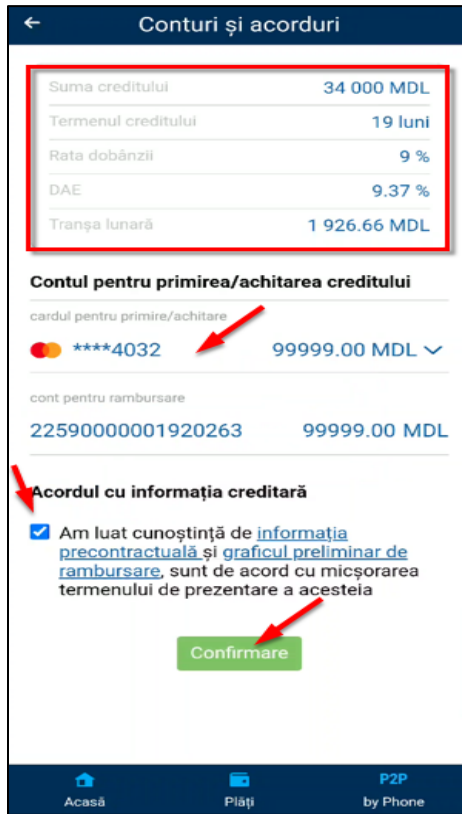 Conturi și acorduri
Suma creditului 34 000 MDL
Termenul creditului 19 luni
Rata dobânzii 9 %
DAE 9.37 %
Tranșa lunară 1 926.66 MDL
Contul pentru primirea/achitarea creditului
cardul pentru primire/achitare
****4032 99999.00 MDL
cont pentru rambursare
22590000001920263 99999.00 MDL
Acordul cu informația creditară
Am luat cunoștință de informația
precontractuală și graficul preliminar de
rambursare, sunt de acord cu micșorarea
termenului de prezentare a acesteia
Confirmare
Acasă Plăți P2P by Phone